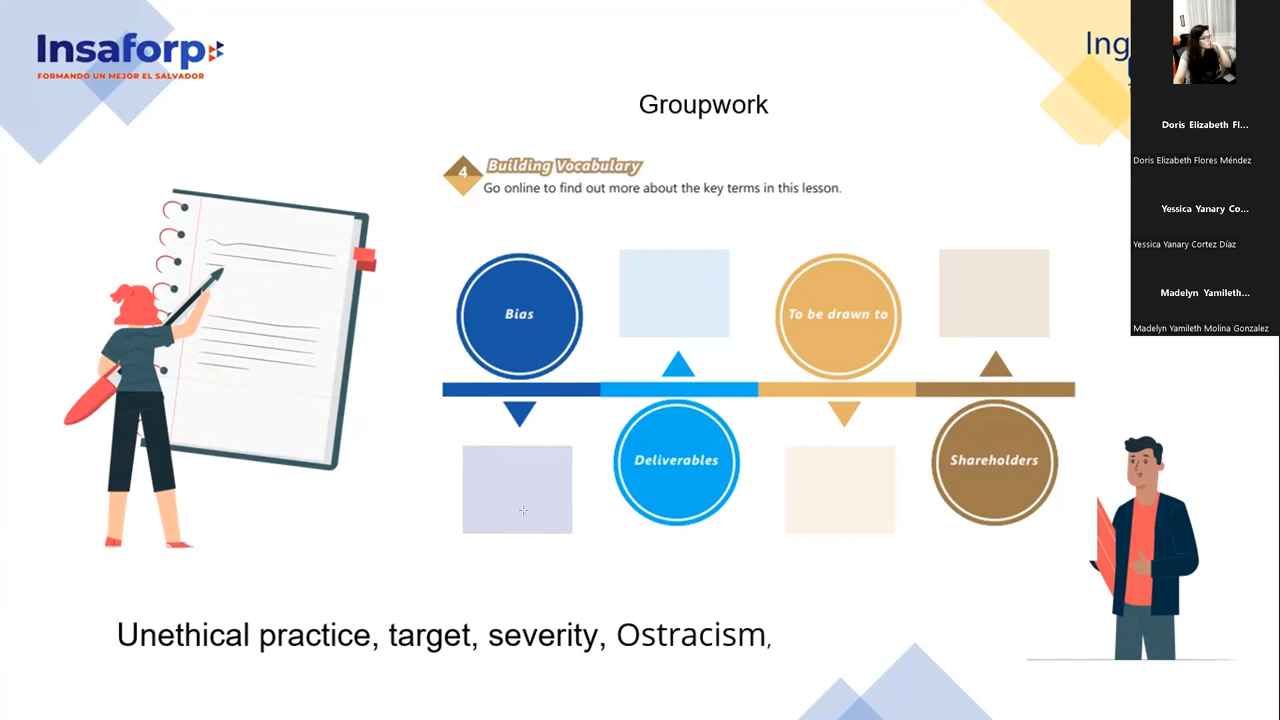 Insaforp
FORMANDO UN MEJOR EL SALVADOR
Ing
Groupwork
4 Building Vocabulary
Go online to find out more about the key terms in this lesson.
Bias
To be drawn to
Deliverables
Shareholders
Unethical practice, target, severity, Ostracism,
Doris Elizabeth Fl...
Doris Elizabeth Flores Méndez
Yessica Yanary Co...
Yessica Yanary Cortez Díaz
Madelyn Yamileth...
Madelyn Yamileth Molina Gonzalez